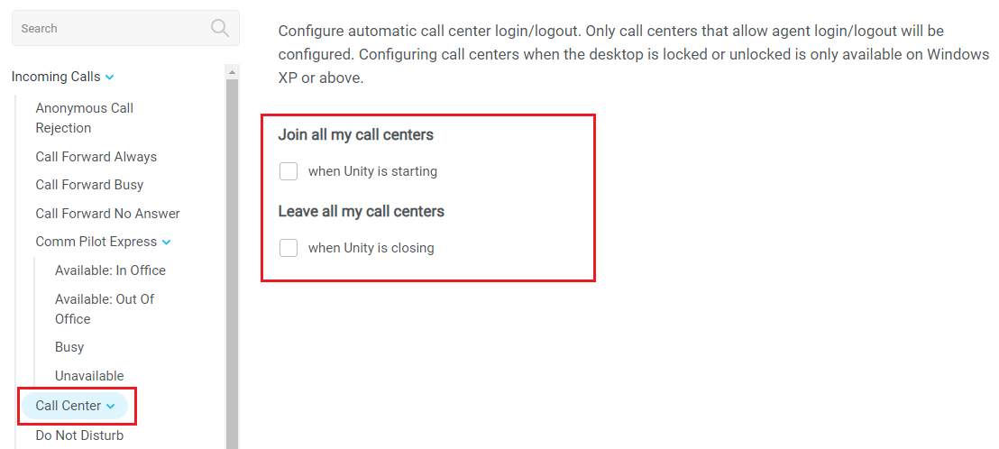 Search
Incoming Calls
Anonymous Call
Rejection
Call Forward Always
Call Forward Busy
Call Forward No Answer
Comm Pilot Express
Available: In Office
Available: Out Of
Office
Busy
Unavailable
Call Center
Do Not Disturb
Configure automatic call center login/logout. Only call centers that allow agent login/logout will be
configured. Configuring call centers when the desktop is locked or unlocked is only available on Windows
XP or above.
Join all my call centers
when Unity is starting
Leave all my call centers
when Unity is closing